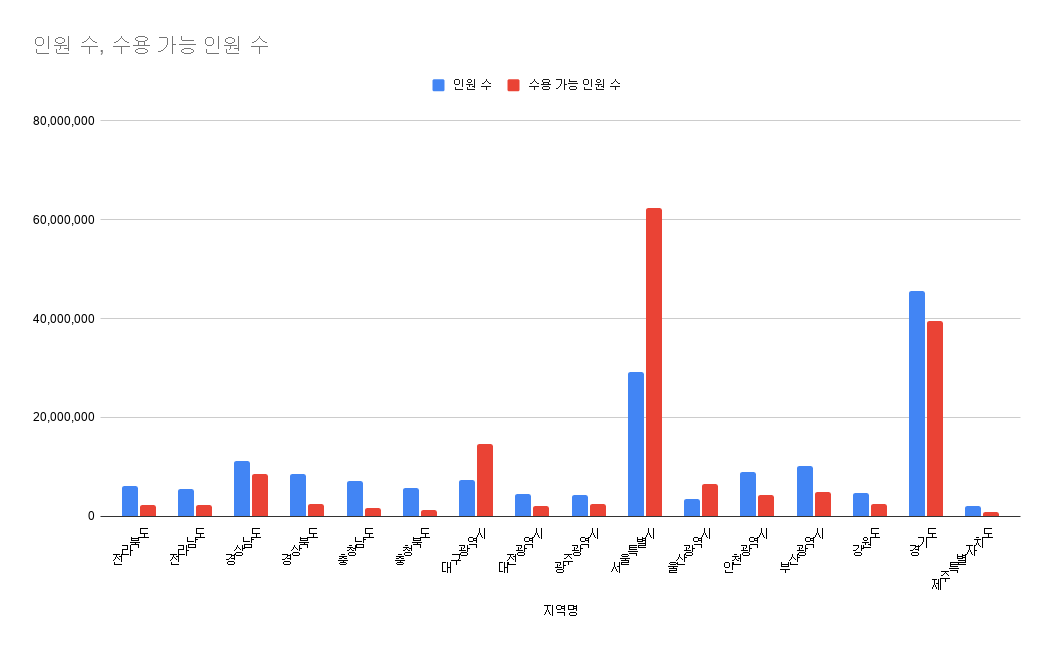 인원 수, 수용 가능 인원 수
인원 수 수용 가능 인원 수
80,000,000
60,000,000
40,000,000
20,000,000
0
전라북도
전라남도
경상남도
경상북도
충청남도
충청북도
대구광역시
대전광역시
광주광역시
서울특별시
울산광역시
인천광역시
부산광역시
강원도
경기도
제주특별자치도
지역명